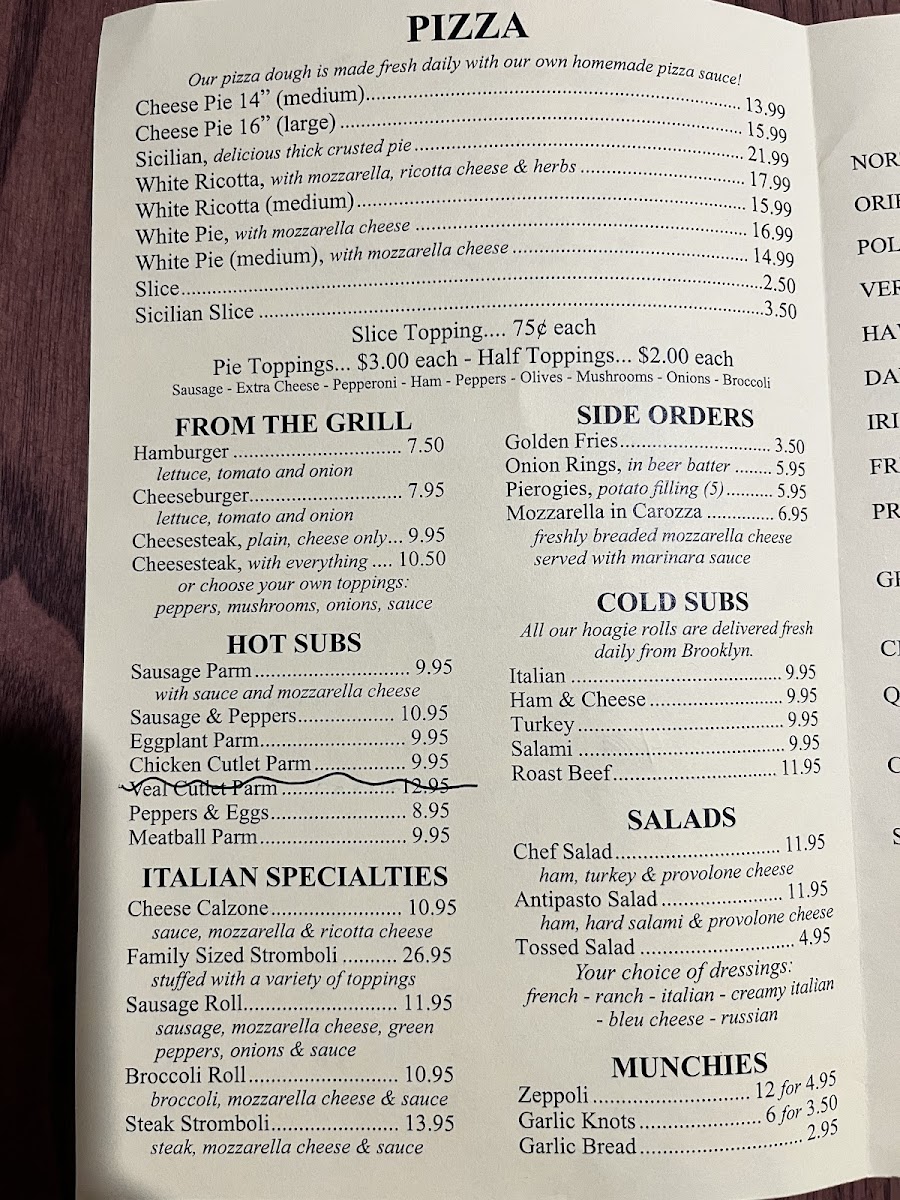 PIZZA
Our pizza dough is made fresh daily with our own homemade pizza sauce!
Cheese Pie 14” (medium)..... 13.99
Cheese Pie 16” (large)..... 15.99
Sicilian, delicious thick crusted pie..... 21.99
White Ricotta, with mozzarella, ricotta cheese & herbs..... 17.99
White Ricotta (medium)..... 15.99
White Pie, with mozzarella cheese..... 16.99
White Pie (medium), with mozzarella cheese..... 14.99
Slice..... 2.50
Sicilian Slice..... 3.50
Slice Topping.... 75¢ each
Pie Toppings... $3.00 each - Half Toppings... $2.00 each
Sausage - Extra Cheese - Pepperoni - Ham - Peppers - Olives - Mushrooms - Onions - Broccoli
FROM THE GRILL
Hamburger..... 7.50
lettuce, tomato and onion
Cheeseburger..... 7.95
lettuce, tomato and onion
Cheesesteak, plain, cheese only... 9.95
Cheesesteak, with everything .... 10.50
or choose your own toppings:
peppers, mushrooms, onions, sauce
HOT SUBS
Sausage Parm..... 9.95
with sauce and mozzarella cheese
Sausage & Peppers..... 10.95
Eggplant Parm..... 9.95
Chicken Cutlet Parm..... 9.95
Veal Cutlet Parm..... 12.95
Peppers & Eggs..... 8.95
Meatball Parm..... 9.95
ITALIAN SPECIALTIES
Cheese Calzone..... 10.95
sauce, mozzarella & ricotta cheese
Family Sized Stromboli..... 26.95
stuffed with a variety of toppings
Sausage Roll..... 11.95
sausage, mozzarella cheese, green
peppers, onions & sauce
Broccoli Roll..... 10.95
broccoli, mozzarella cheese & sauce
Steak Stromboli..... 13.95
steak, mozzarella cheese & sauce
SIDE ORDERS
Golden Fries..... 3.50
Onion Rings, in beer batter..... 5.95
Pierogies, potato filling (5)..... 5.95
Mozzarella in Carozza..... 6.95
freshly breaded mozzarella cheese
served with marinara sauce
COLD SUBS
All our hoagie rolls are delivered fresh
daily from Brooklyn.
Italian..... 9.95
Ham & Cheese..... 9.95
Turkey..... 9.95
Salami..... 9.95
Roast Beef..... 11.95
SALADS
Chef Salad..... 11.95
ham, turkey & provolone cheese
Antipasto Salad..... 11.95
ham, hard salami & provolone cheese
Tossed Salad..... 4.95
Your choice of dressings:
french - ranch - italian - creamy italian
- bleu cheese - russian
MUNCHIES
Zeppoli..... 12 for 4.95
Garlic Knots..... 6 for 3.50
Garlic Bread..... 2.95